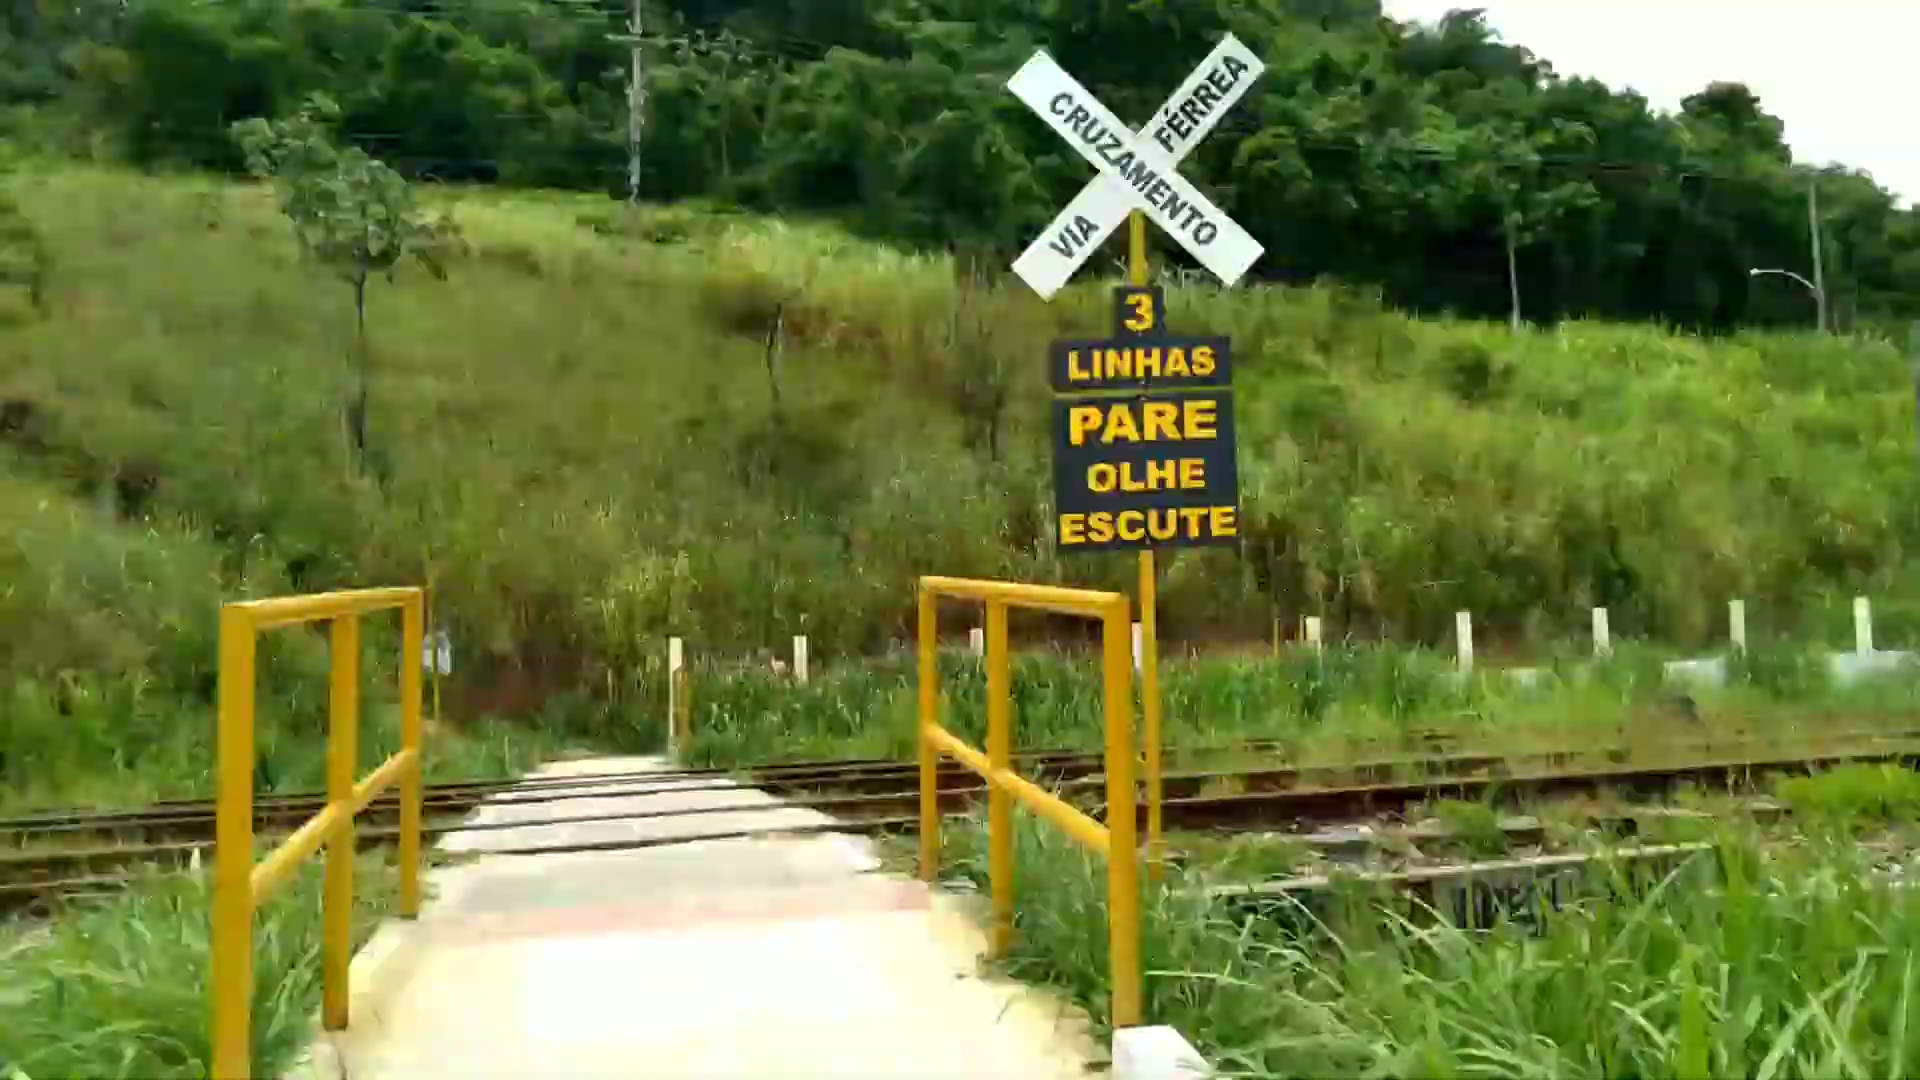 CRUZAMENTO
VIA FÉRREA
3
LINHAS
PARE
OLHE
ESCUTE